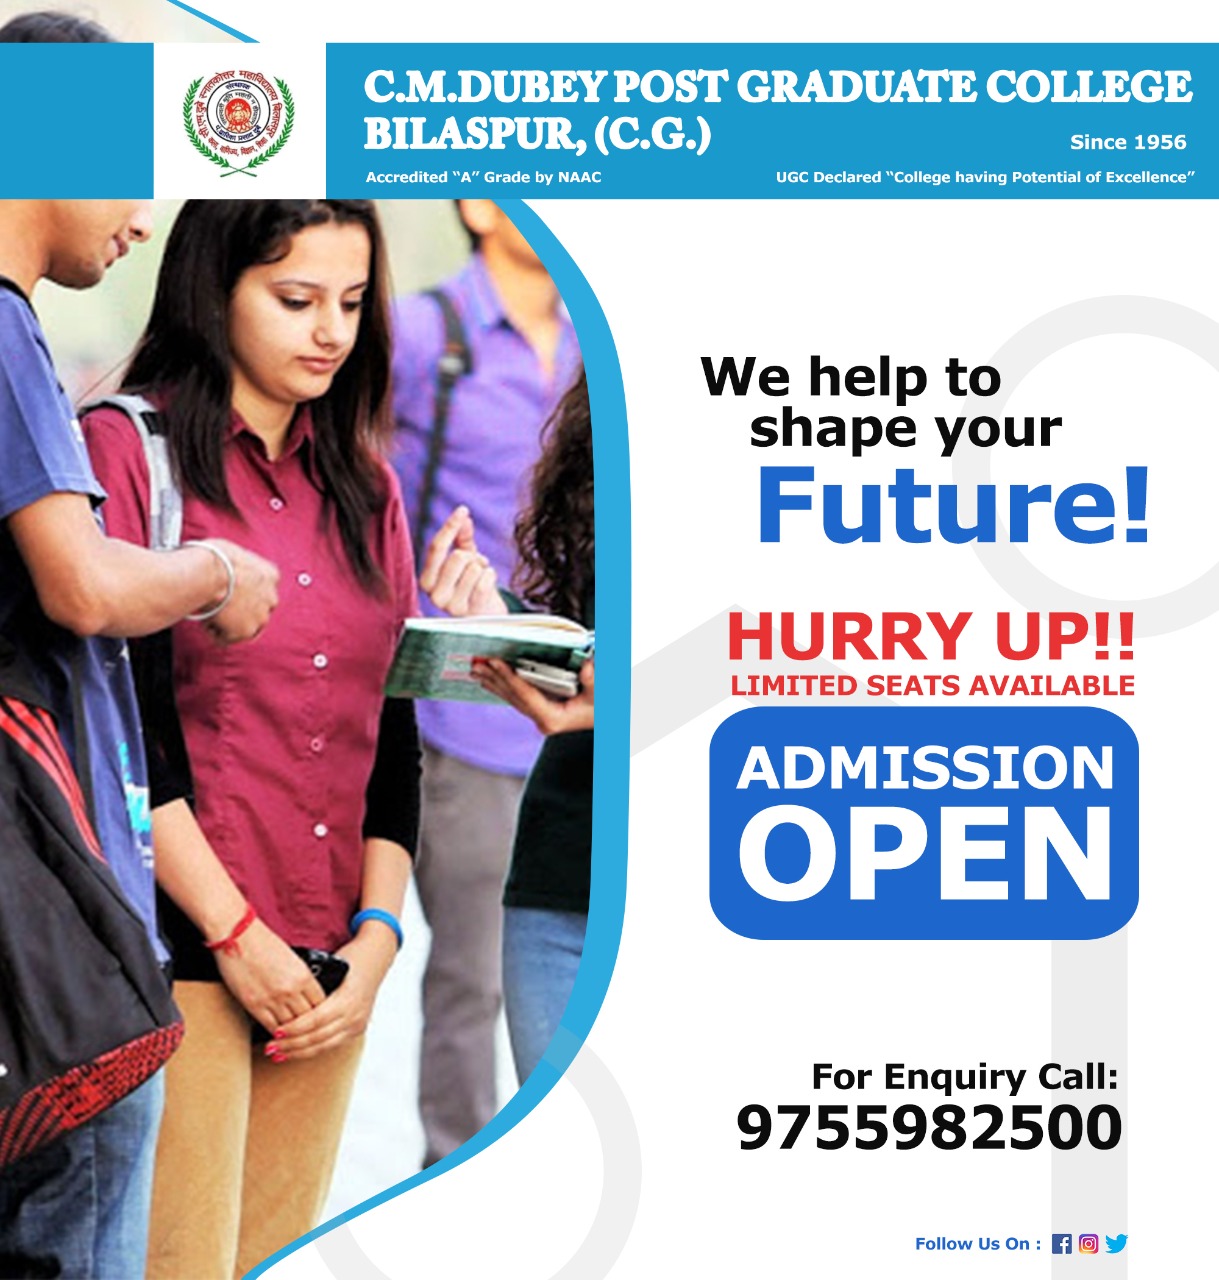 C.M.DUBEY POST GRADUATE COLLEGE
BILASPUR, (C.G.)
Since 1956
Accredited “A” Grade by NAAC
UGC Declared “College having Potential of Excellence”
We help to
shape your
Future!
HURRY UP!!
LIMITED SEATS AVAILABLE
ADMISSION
OPEN
For Enquiry Call:
9755982500
Follow Us On :